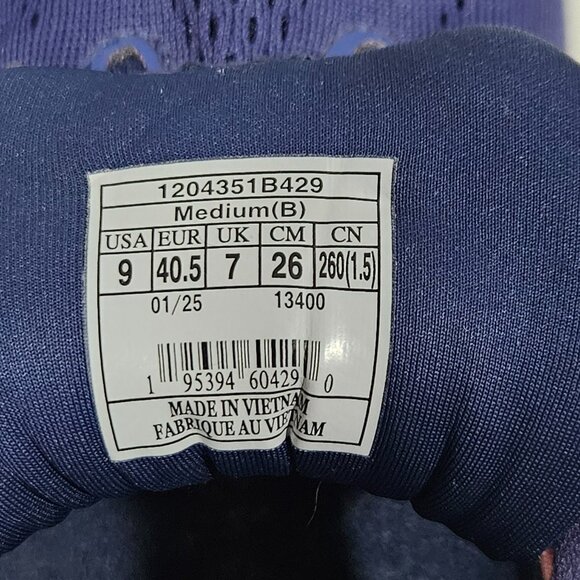 1204351B429
Medium(B)
USA EUR UK CM CN
9 40.5 7 26 260(1.5)
01/25 13400
1 95394 60429 0
MADE IN VIETNAM
FABRIQUE AU VIETNAM